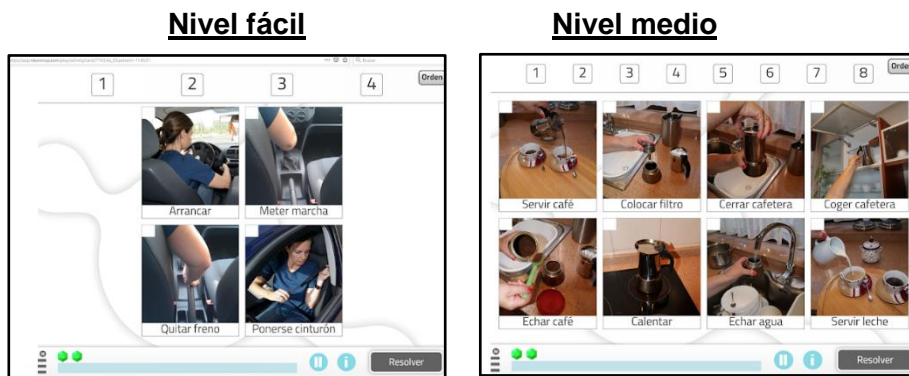 Nivel fácil
Nivel medio
1 2 3 4
Orden
Arrancar
Meter marcha
Quitar freno
Ponerse cinturón
Resolver
1 2 3 4 5 6 7 8
Orde
Servir café
Colocar filtro
Cerrar cafetera
Coger cafetera
Echar café
Calentar
Echar agua
Servir leche
Resolver